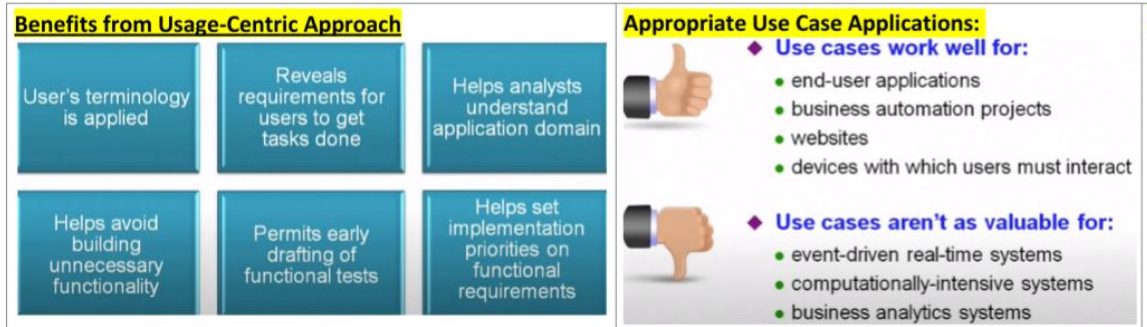 Benefits from Usage-Centric Approach
User's terminology
is applied
Reveals
requirements for
users to get
tasks done
Helps analysts
understand
application domain
Helps avoid
building
unnecessary
functionality
Permits early
drafting of
functional tests
Helps set
implementation
priorities on
functional
requirements
Appropriate Use Case Applications:
Use cases work well for:
end-user applications
business automation projects
websites
devices with which users must interact
Use cases aren't as valuable for:
event-driven real-time systems
computationally-intensive systems
business analytics systems